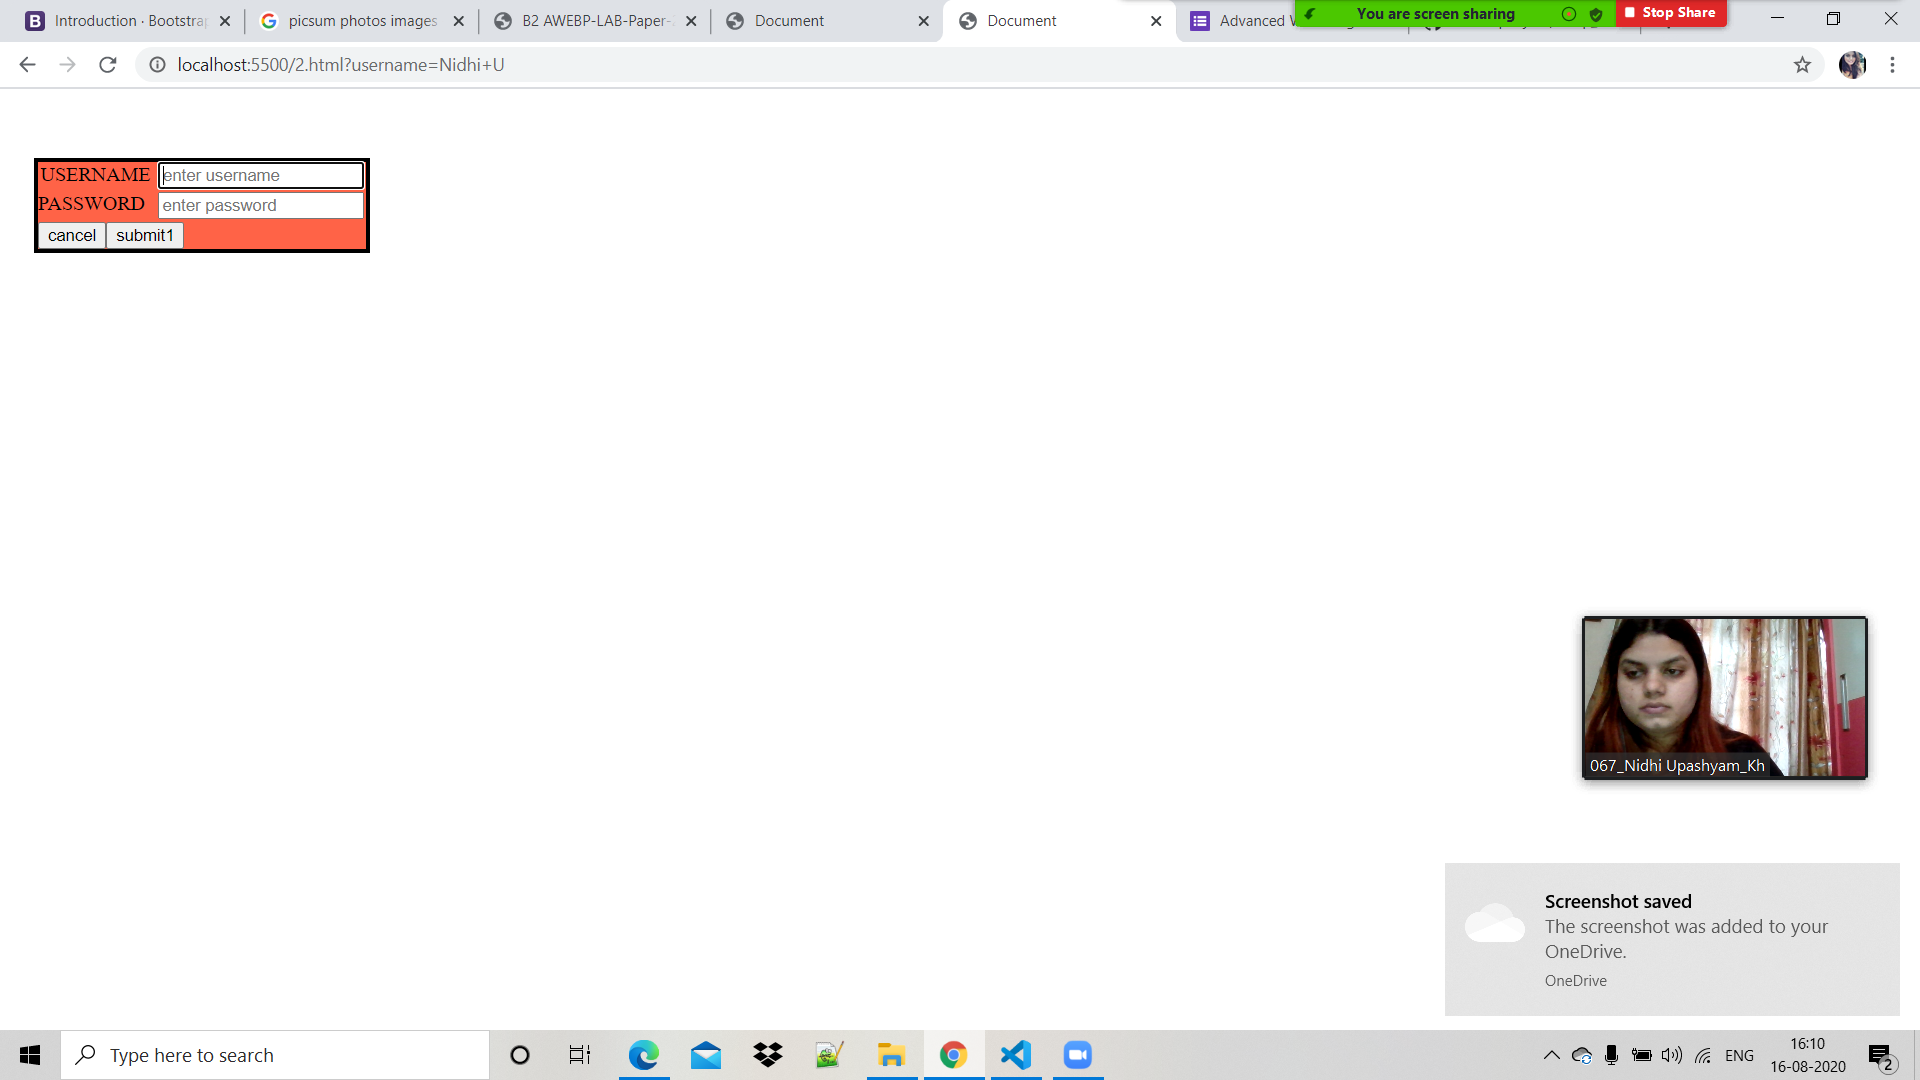 Introduction · Bootstrap
picsum photos images
B2 AWEBP-LAB-Paper-
Document
Document
Advanced W
You are screen sharing
Stop Share
localhost:5500/2.html?username=Nidhi+U
USERNAME enter username
PASSWORD enter password
cancel submit1
067_Nidhi Upashyam_Kh
Screenshot saved
The screenshot was added to your
OneDrive.
OneDrive
Type here to search
ENG
16:10
16-08-2020
2